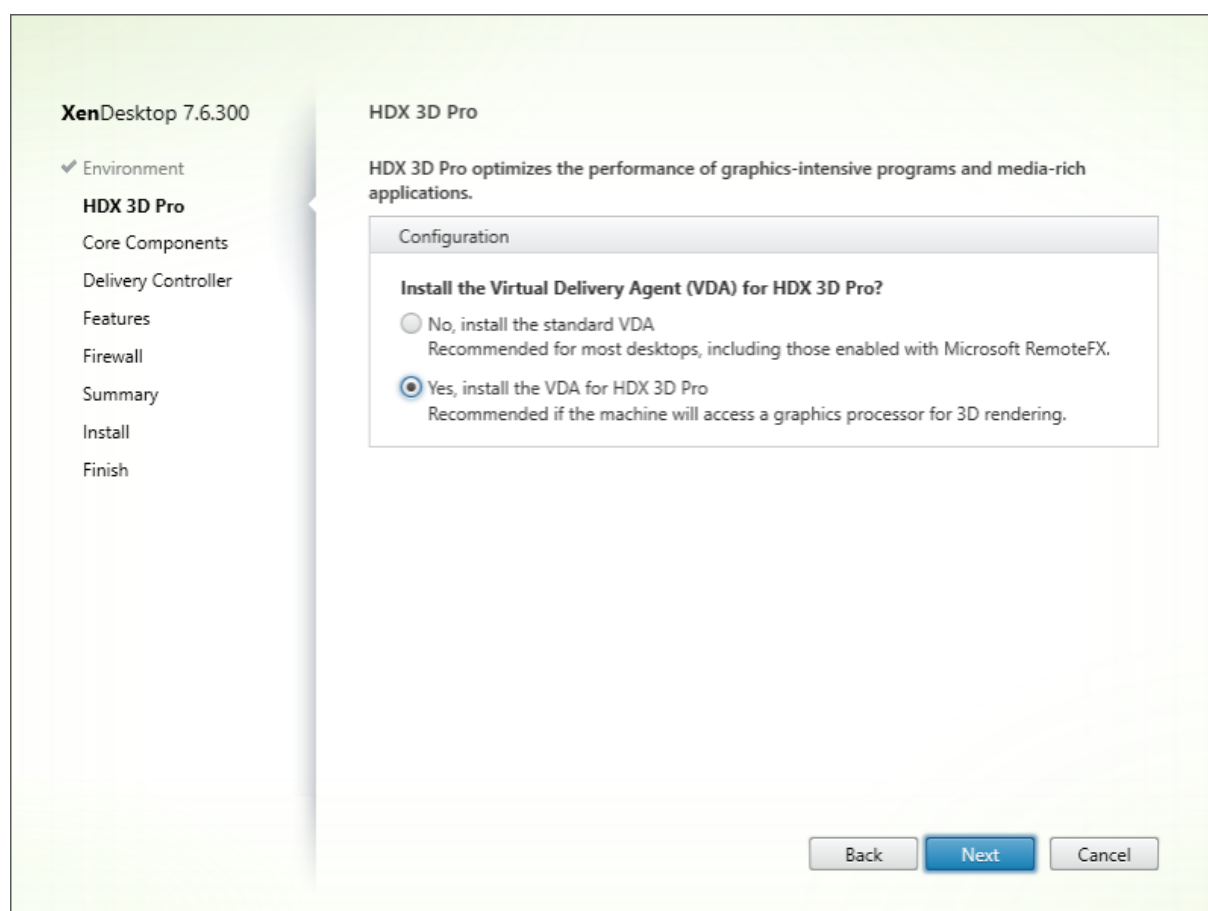 XenDesktop 7.6.300
Environment
HDX 3D Pro
Core Components
Delivery Controller
Features
Firewall
Summary
Install
Finish
HDX 3D Pro
HDX 3D Pro optimizes the performance of graphics-intensive programs and media-rich
applications.
Configuration
Install the Virtual Delivery Agent (VDA) for HDX 3D Pro?
No, install the standard VDA
Recommended for most desktops, including those enabled with Microsoft RemoteFX.
Yes, install the VDA for HDX 3D Pro
Recommended if the machine will access a graphics processor for 3D rendering.
Back
Next
Cancel